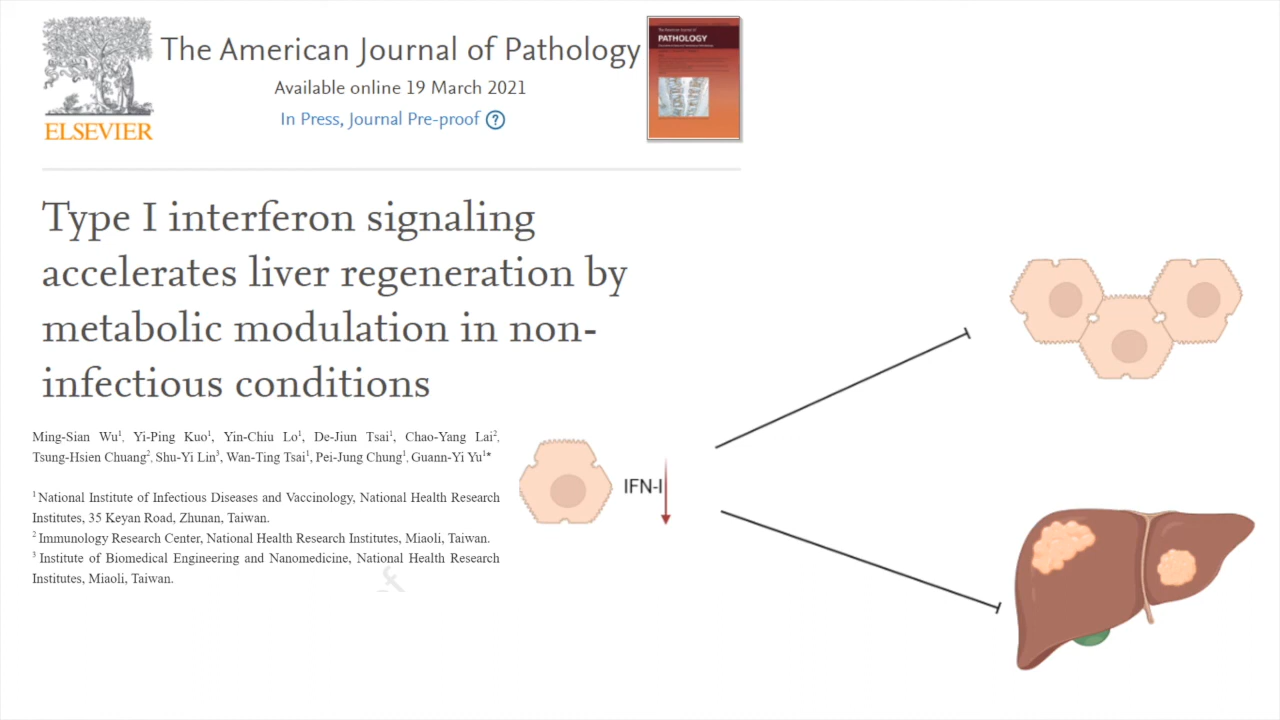 The American Journal of Pathology
Available online 19 March 2021
In Press, Journal Pre-proof ?
ELSEVIER
PATHOLOGY
Type I interferon signaling
accelerates liver regeneration by
metabolic modulation in non-
infectious conditions
Ming-Sian Wu1, Yi-Ping Kuo1, Yin-Chiu Lo1, De-Jiun Tsai1, Chao-Yang Lai2,
Tsung-Hsien Chuang2, Shu-Yi Lin3, Wan-Ting Tsai1, Pei-Jung Chung1, Guann-Yi Yu1*
1 National Institute of Infectious Diseases and Vaccinology, National Health Research
Institutes, 35 Keyan Road, Zhunan, Taiwan.
2 Immunology Research Center, National Health Research Institutes, Miaoli, Taiwan.
3 Institute of Biomedical Engineering and Nanomedicine, National Health Research
Institutes, Miaoli, Taiwan.
IFN-I